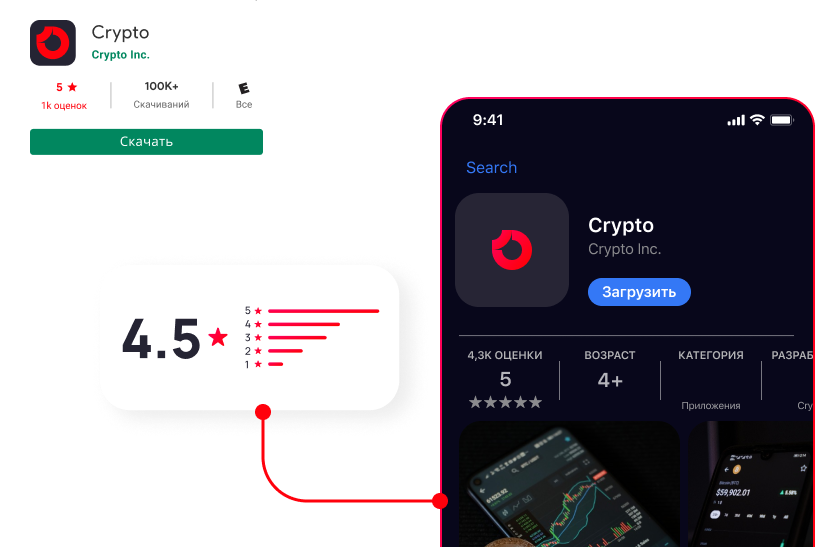 Crypto
Crypto Inc.
5 ★
1k оценок
100K+
Скачиваний
E
Все
Скачать
4.5 ★
5 ★
4 ★
3 ★
2 ★
1 ★
9:41
Search
Crypto
Crypto Inc.
Загрузить
4,3К ОЦЕНКИ
5
★★★★★
ВОЗРАСТ
4+
КАТЕГОРИЯ
Приложения
РАЗРАБ
Cry
$59,902.01